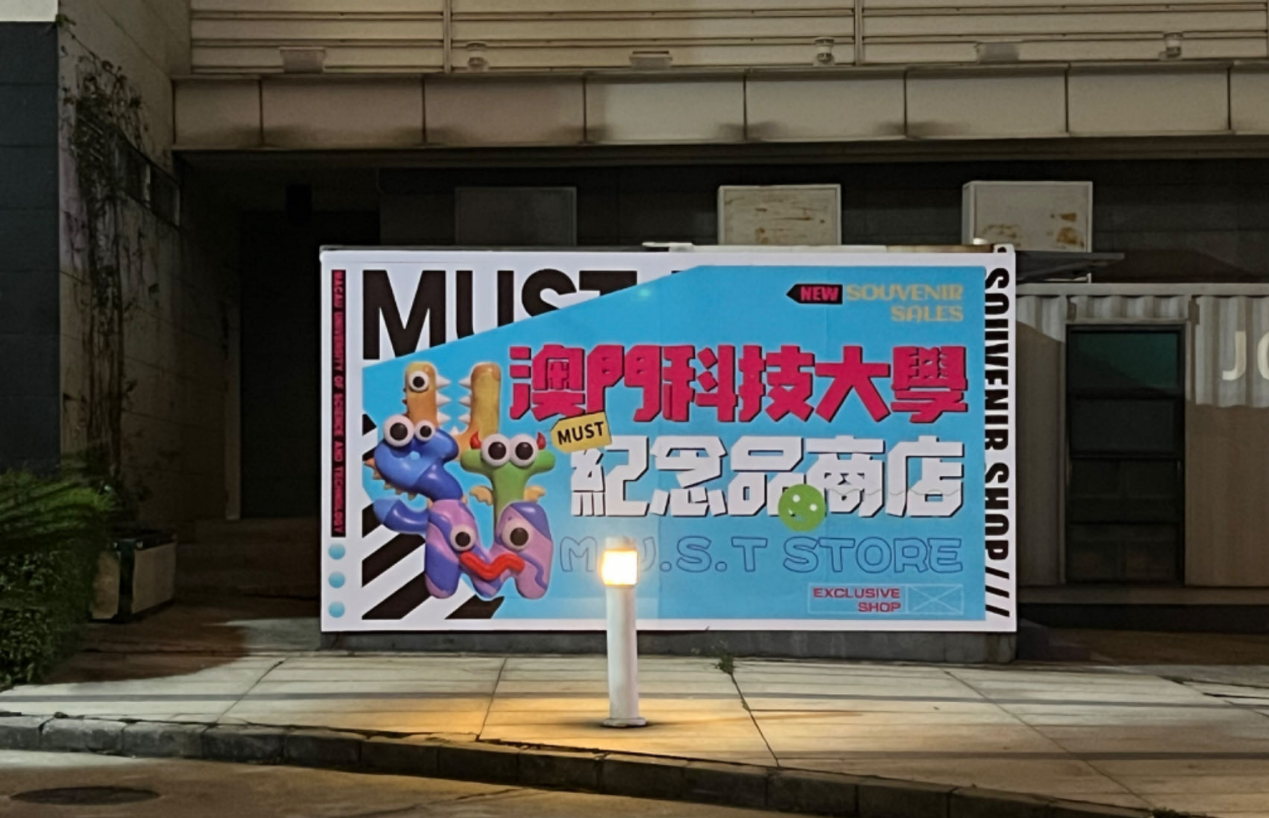 MUST
MACAU UNIVERSITY OF SCIENCE AND TECHNOLOGY
NEW SOUVENIR
SALES
澳門科技大學
MUST
紀念品商店
M.U.S.T STORE
EXCLUSIVE
SHOP
SOUVENIR SHOP///